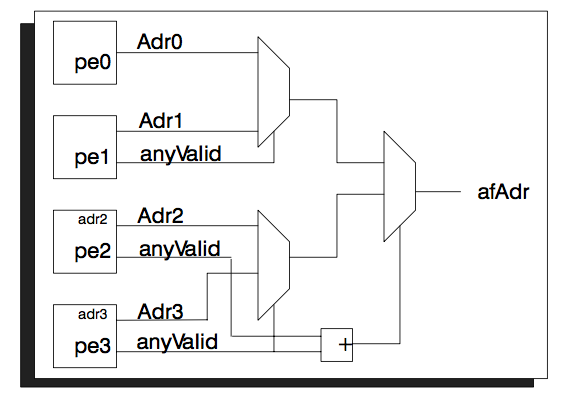 Adr0
pe0
Adr1
pe1
anyValid
adr2
Adr2
pe2
anyValid
afAdr
adr3
Adr3
pe3
anyValid
+